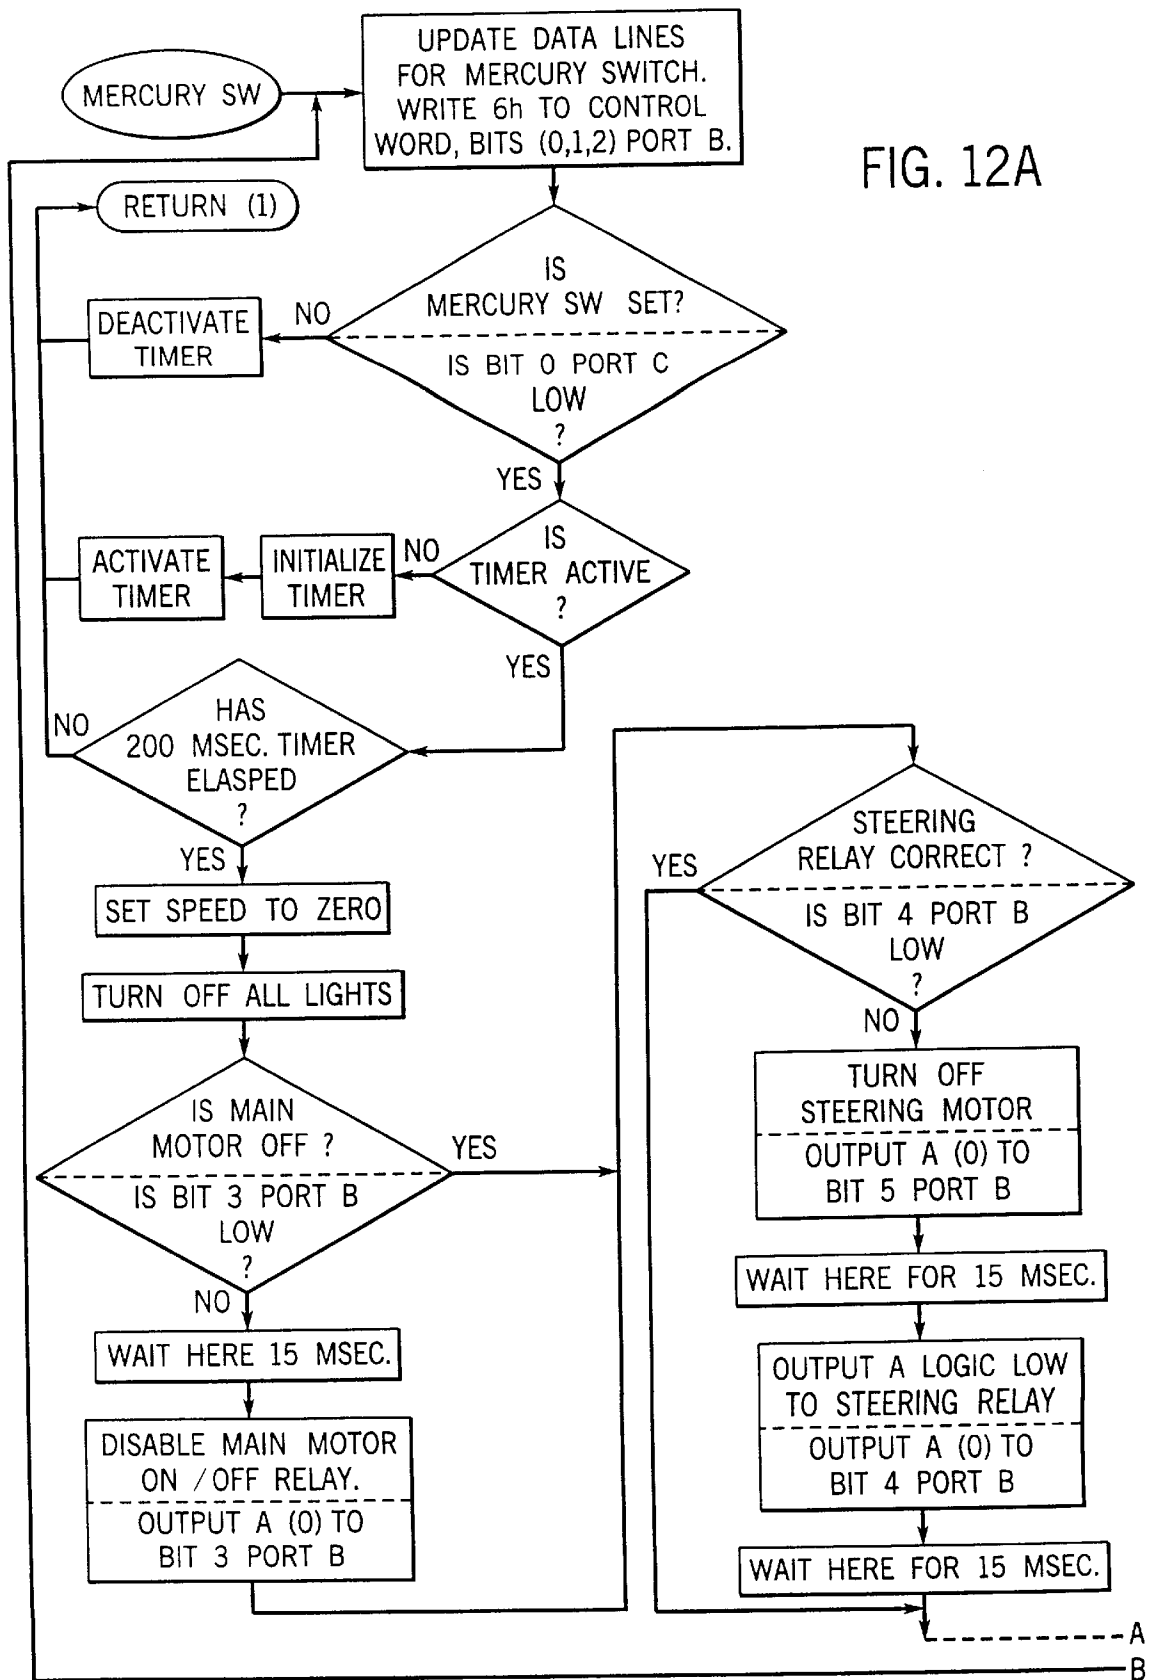 UPDATE DATA LINES
FOR MERCURY SWITCH.
WRITE 6h TO CONTROL
WORD, BITS (0,1,2) PORT B.
MERCURY SW
FIG. 12A
RETURN (1)
IS
MERCURY SW SET?
IS BIT 0 PORT C
LOW
?
NO
DEACTIVATE
TIMER
YES
IS
TIMER ACTIVE
?
NO
INITIALIZE
TIMER
ACTIVATE
TIMER
YES
HAS
200 MSEC. TIMER
ELASPED
?
NO
YES
SET SPEED TO ZERO
TURN OFF ALL LIGHTS
IS MAIN
MOTOR OFF ?
IS BIT 3 PORT B
LOW
?
YES
NO
WAIT HERE 15 MSEC.
DISABLE MAIN MOTOR
ON / OFF RELAY.
OUTPUT A (0) TO
BIT 3 PORT B
STEERING
RELAY CORRECT ?
IS BIT 4 PORT B
LOW
?
YES
NO
TURN OFF
STEERING MOTOR
OUTPUT A (0) TO
BIT 5 PORT B
WAIT HERE FOR 15 MSEC.
OUTPUT A LOGIC LOW
TO STEERING RELAY
OUTPUT A (0) TO
BIT 4 PORT B
WAIT HERE FOR 15 MSEC.
A
B